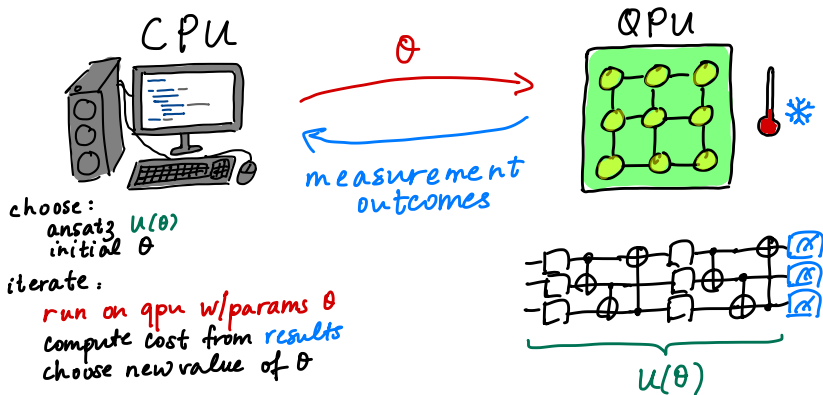 CPU
θ
QPU
measurement
outcomes
choose:
ansatz U(θ)
initial θ
iterate:
run on qpu w/params θ
compute cost from results
choose new value of θ
U(θ)